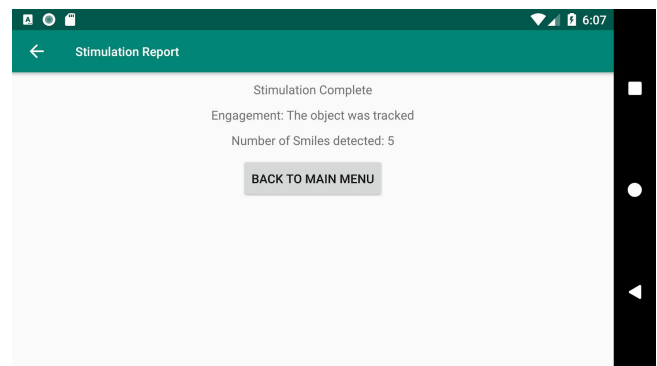 6:07
Stimulation Report
Stimulation Complete
Engagement: The object was tracked
Number of Smiles detected: 5
BACK TO MAIN MENU